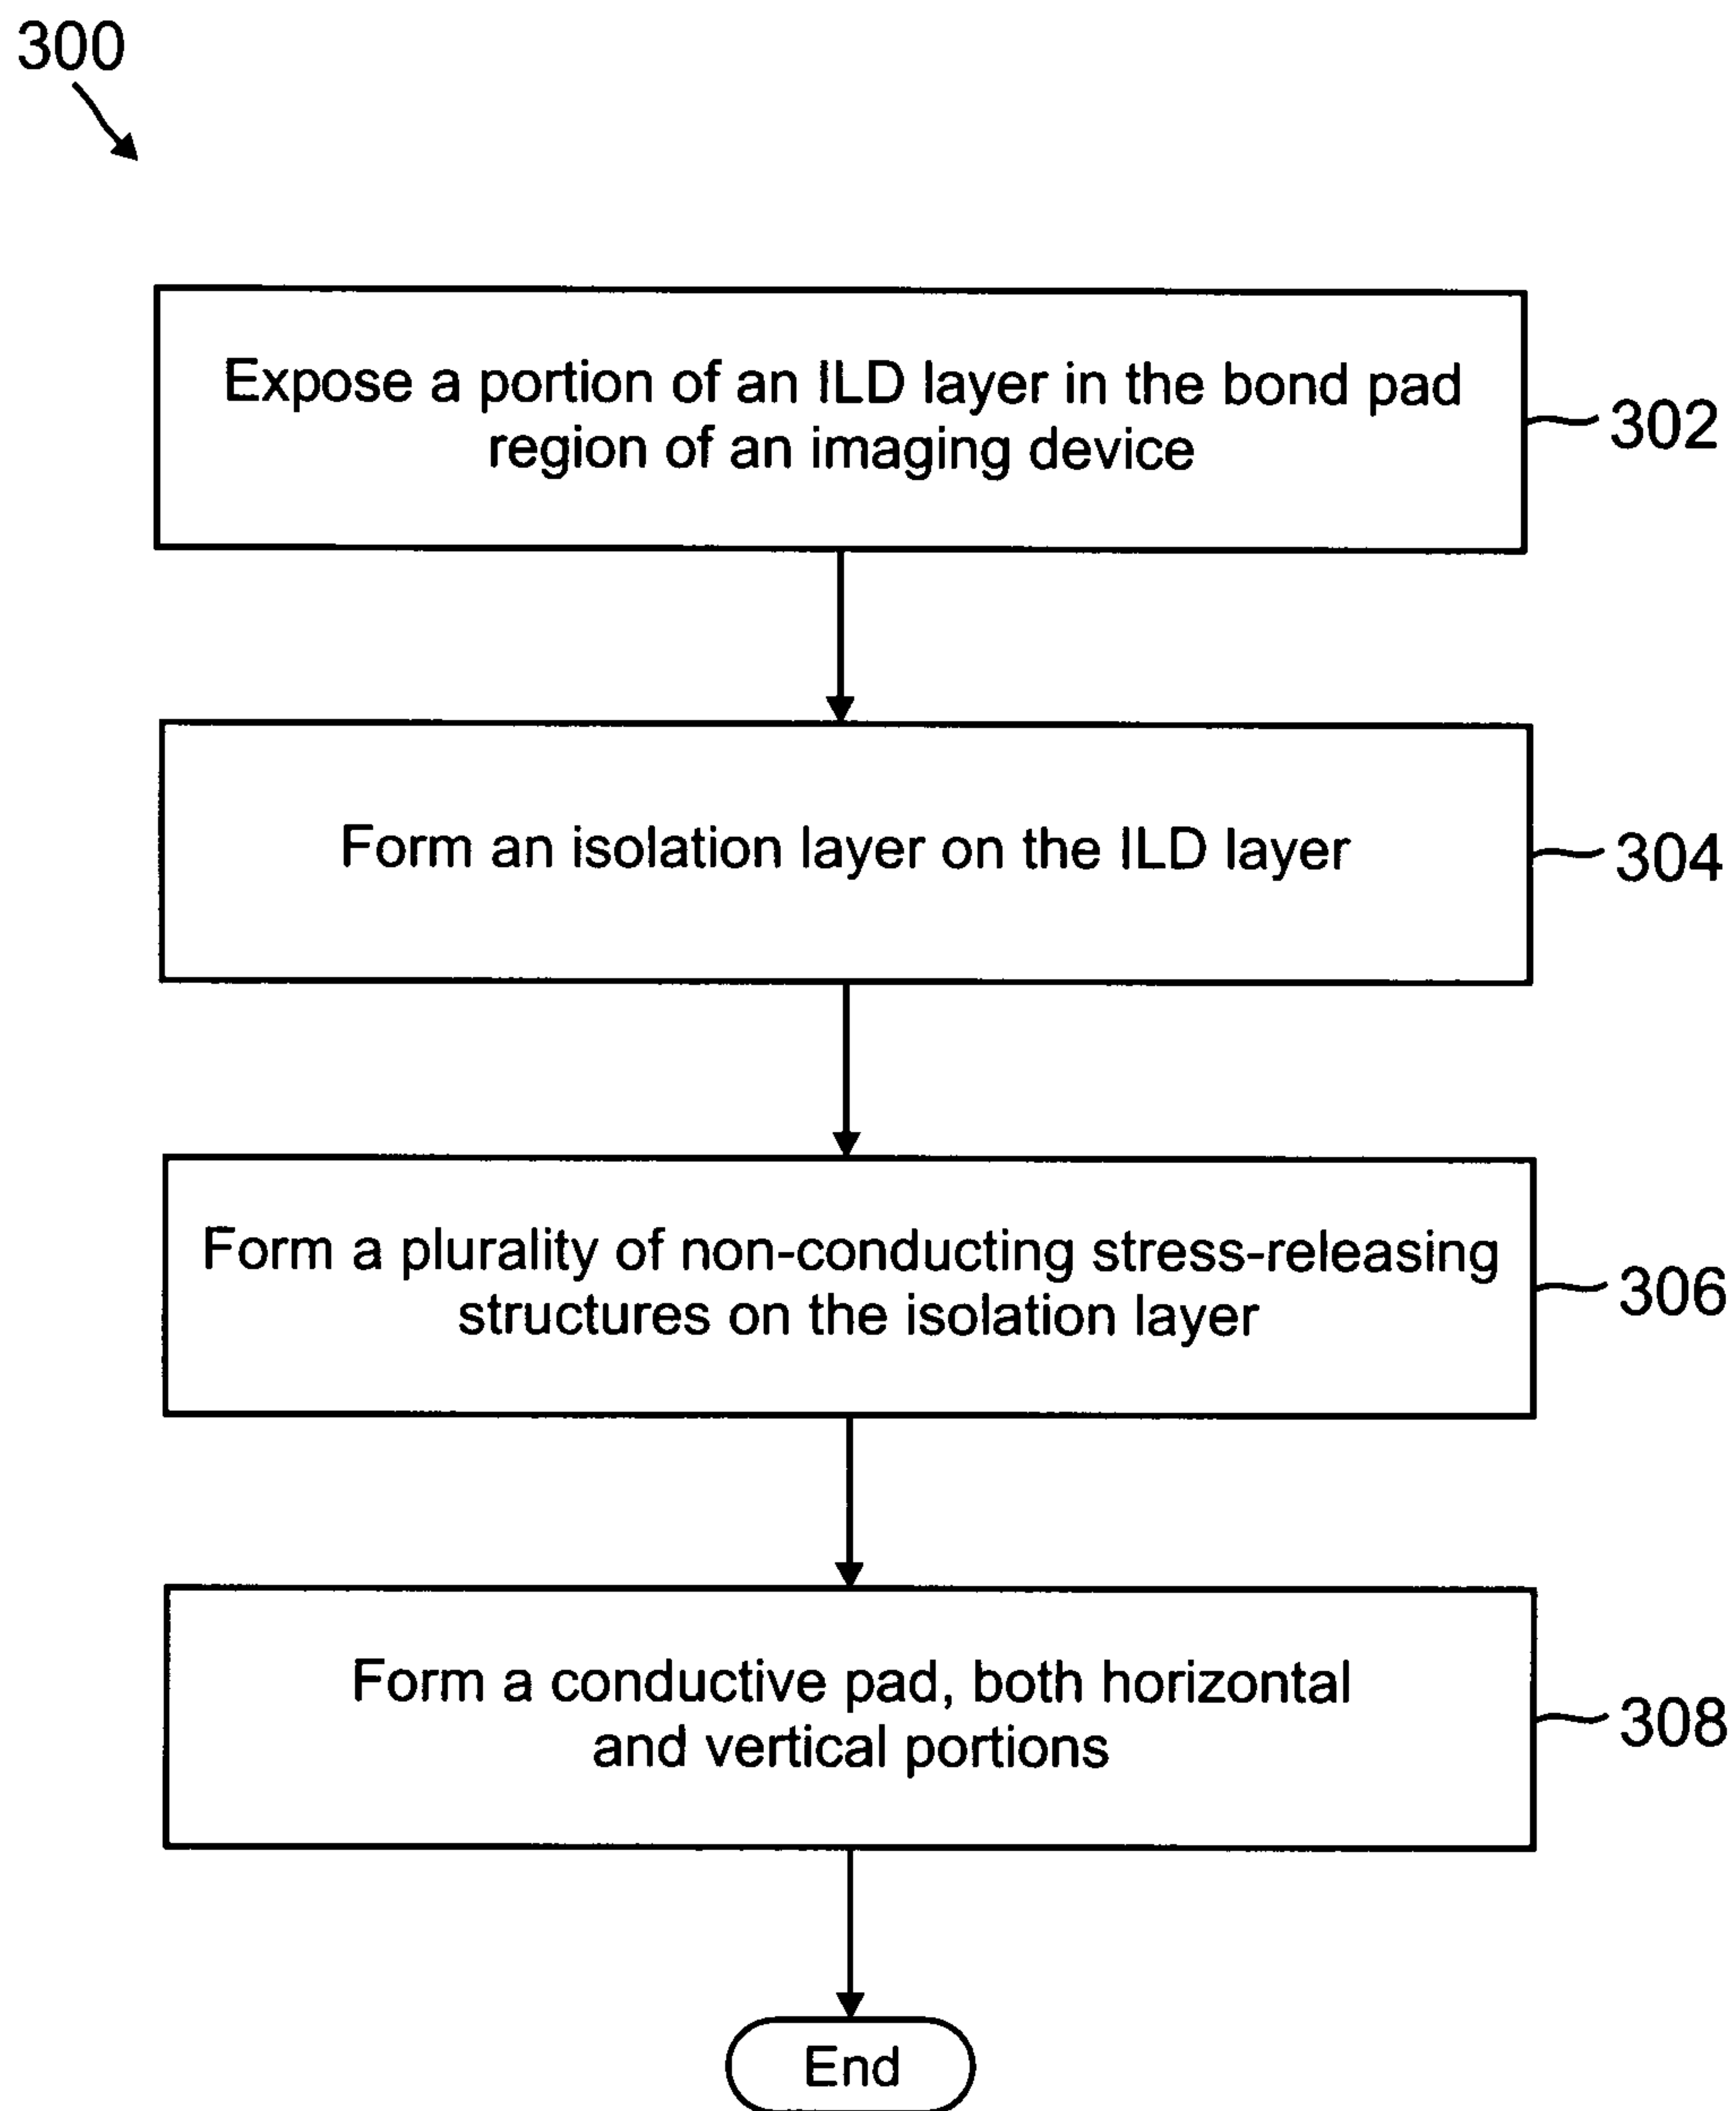 300
Expose a portion of an ILD layer in the bond pad
region of an imaging device
302
Form an isolation layer on the ILD layer
304
Form a plurality of non-conducting stress-releasing
structures on the isolation layer
306
Form a conductive pad, both horizontal
and vertical portions
308
End